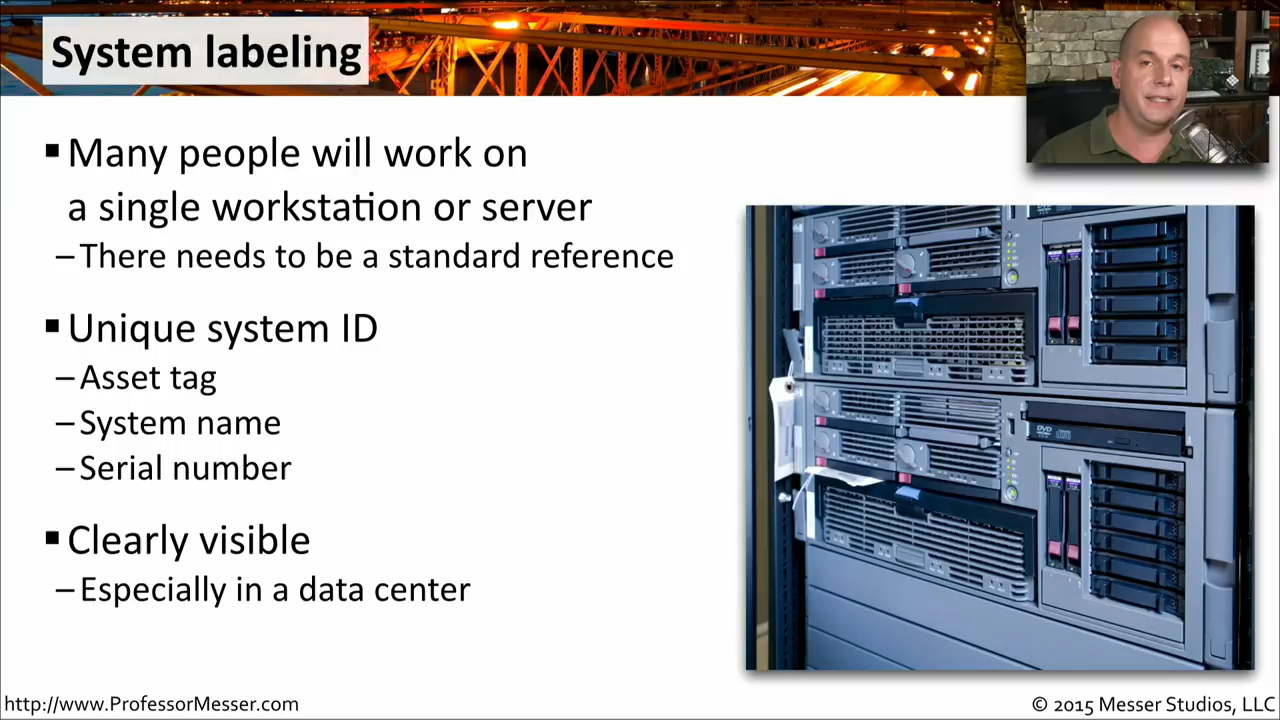 System labeling
▪ Many people will work on
a single workstation or server
– There needs to be a standard reference
▪ Unique system ID
– Asset tag
– System name
– Serial number
▪ Clearly visible
– Especially in a data center
DVD
http://www.ProfessorMesser.com
© 2015 Messer Studios, LLC